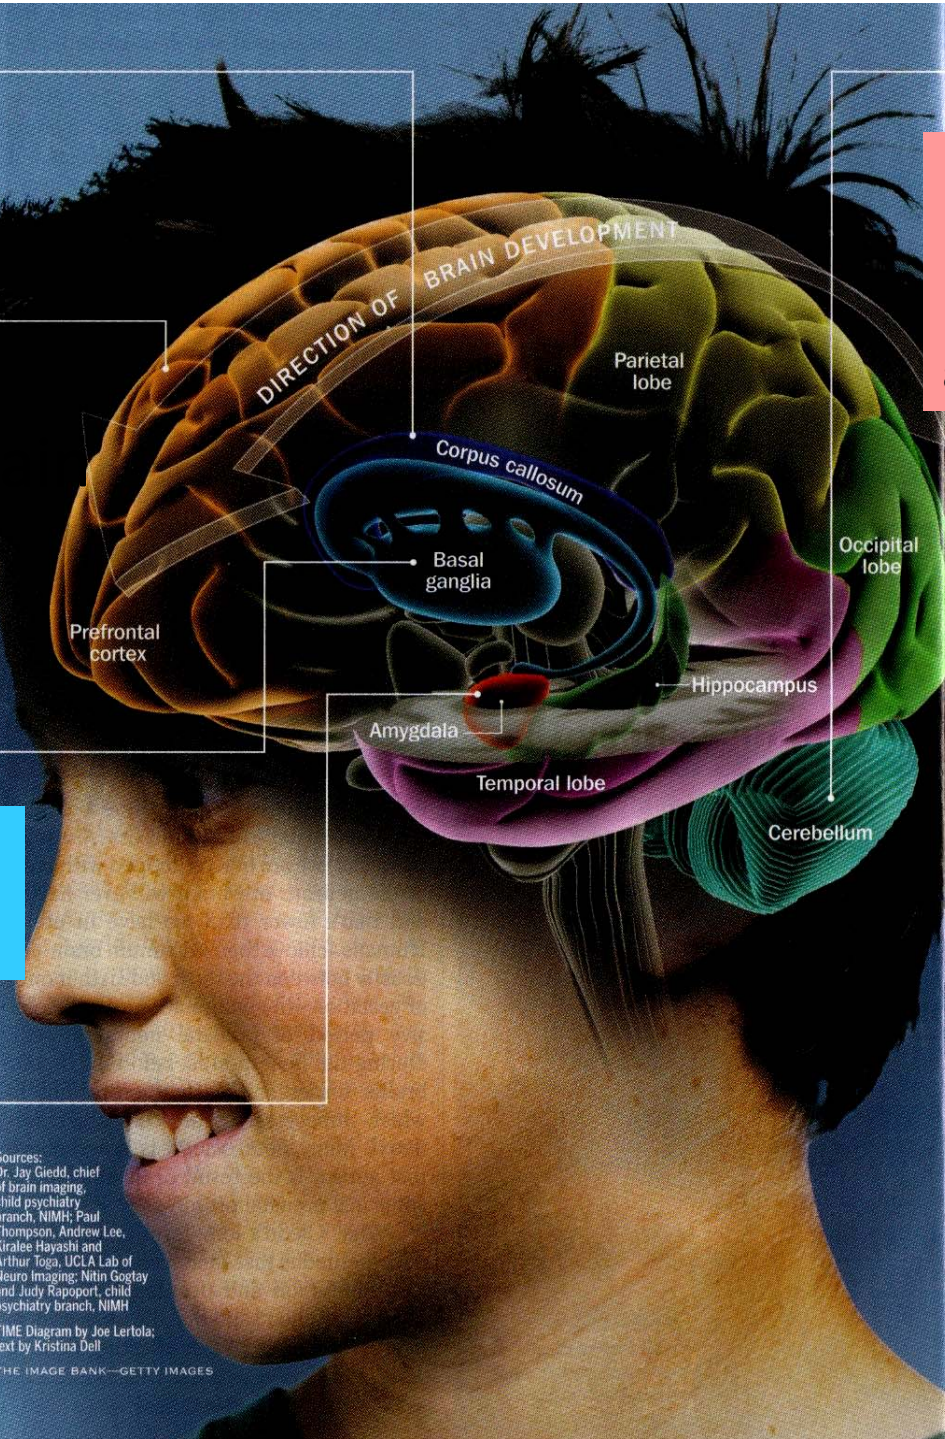 DIRECTION OF BRAIN DEVELOPMENT
Parietal
lobe
Corpus callosum
Basal
ganglia
Occipital
lobe
Prefrontal
cortex
Hippocampus
Amygdala
Temporal lobe
Cerebellum
Sources:
Dr. Jay Giedd, chief
of brain imaging,
child psychiatry
branch, NIMH; Paul
Thompson, Andrew Lee,
Kiralee Hayashi and
Arthur Toga, UCLA Lab of
Neuro Imaging; Nitin Gogtay
and Judy Rapoport, child
psychiatry branch, NIMH
TIME Diagram by Joe Lertola;
text by Kristina Dell
THE IMAGE BANK—GETTY IMAGES